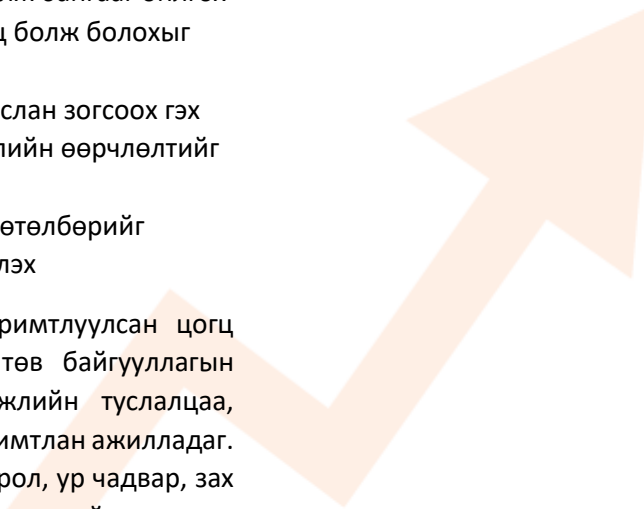 ц болж болохыг
слан зогсоох гэх
лийн өөрчлөлтийг
өтөлбөрийг
лэх
римтлуулсан цогц
төв байгууллагын
жлийн туслалцаа,
имтлан ажилладаг.
рол, ур чадвар, зах